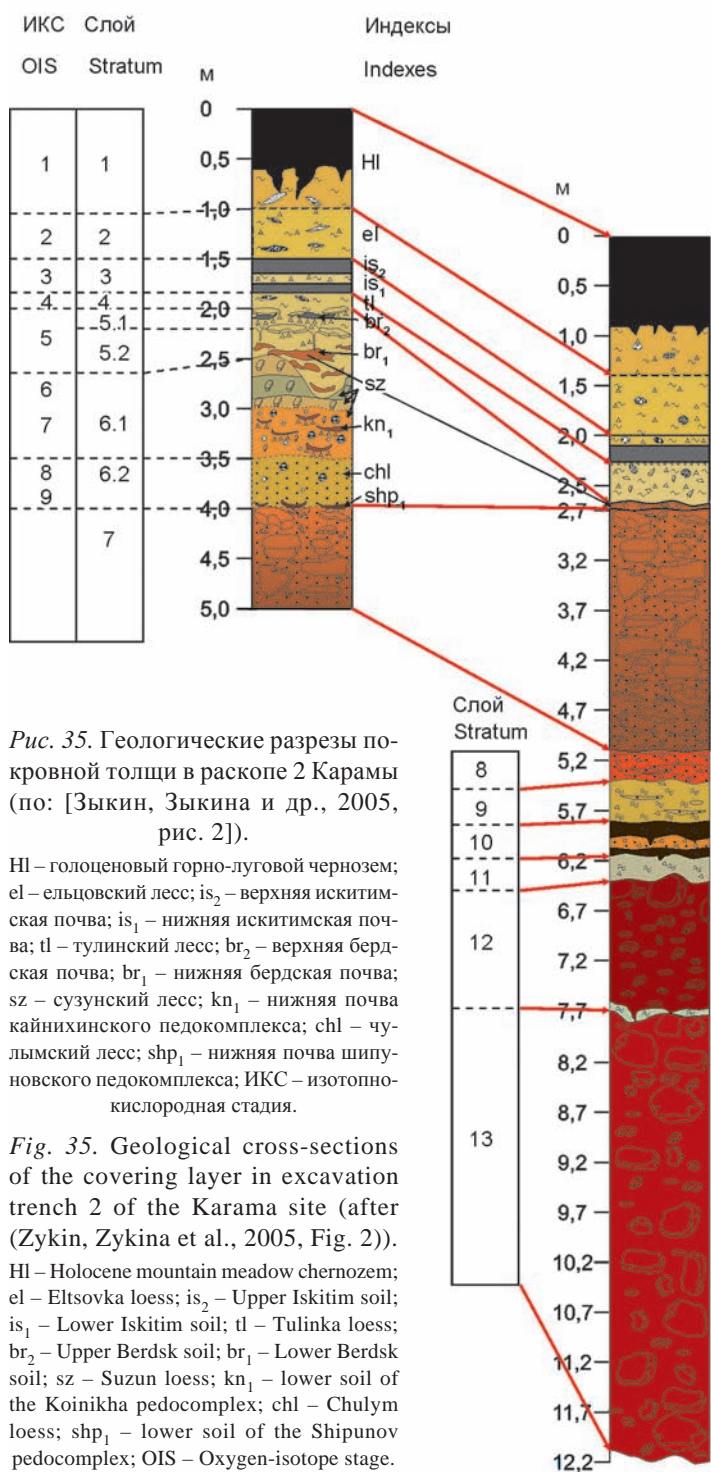 ИКС Слой
OIS Stratum
Индексы
Indexes
м
0
0,5
1,0
1,5
2,0
2,5
3,0
3,5
4,0
4,5
5,0
1 1
2 2
3 3
4 4
5 5.1
5.2
6
7 6.1
8 6.2
9
7
Hl
el
is₂
is₁
tl
br₂
br₁
sz
kn₁
chl
shp₁
м
0
0,5
1,0
1,5
2,0
2,5
2,7
3,2
3,7
4,2
4,7
5,2
5,7
6,2
6,7
7,2
7,7
8,2
8,7
9,2
9,7
10,2
10,7
11,2
11,7
12,2
Слой
Stratum
8
9
10
11
12
13
Рис. 35. Геологические разрезы по-
кровной толщи в раскопе 2 Карамы
(по: [Зыкин, Зыкина и др., 2005,
рис. 2]).
Hl – голоценовый горно-луговой чернозем;
el – ельцовский лесс; is₂ – верхняя искитим-
ская почва; is₁ – нижняя искитимская поч-
ва; tl – тулинский лесс; br₂ – верхняя берд-
ская почва; br₁ – нижняя бердская почва;
sz – сузунский лесс; kn₁ – нижняя почва
кайнихинского педокомплекса; chl – чу-
лымский лесс; shp₁ – нижняя почва шипу-
новского педокомплекса; ИКС – изотопно-
кислородная стадия.
Fig. 35. Geological cross-sections
of the covering layer in excavation
trench 2 of the Karama site (after
(Zykin, Zykina et al., 2005, Fig. 2)).
Hl – Holocene mountain meadow chernozem;
el – Eltsovka loess; is₂ – Upper Iskitim soil;
is₁ – Lower Iskitim soil; tl – Tulinka loess;
br₂ – Upper Berdsk soil; br₁ – Lower Berdsk
soil; sz – Suzun loess; kn₁ – lower soil of
the Koinikha pedocomplex; chl – Chulym
loess; shp₁ – lower soil of the Shipunov
pedocomplex; OIS – Oxygen-isotope stage.